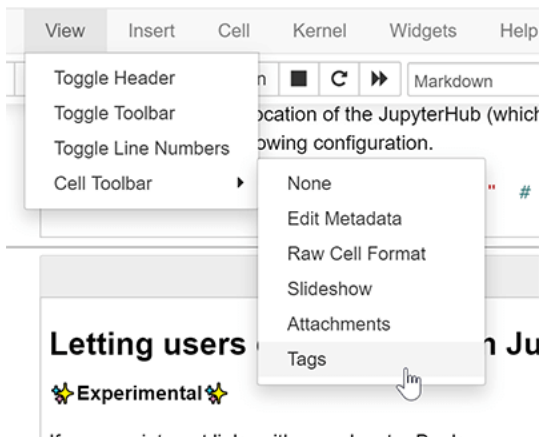 View Insert Cell Kernel Widgets Help
Toggle Header
Toggle Toolbar
Toggle Line Numbers
Cell Toolbar
Markdown
ocation of the JupyterHub (which
owing configuration.
" #
None
Edit Metadata
Raw Cell Format
Slideshow
Attachments
Tags
Letting users
n Ju
✨Experimental✨